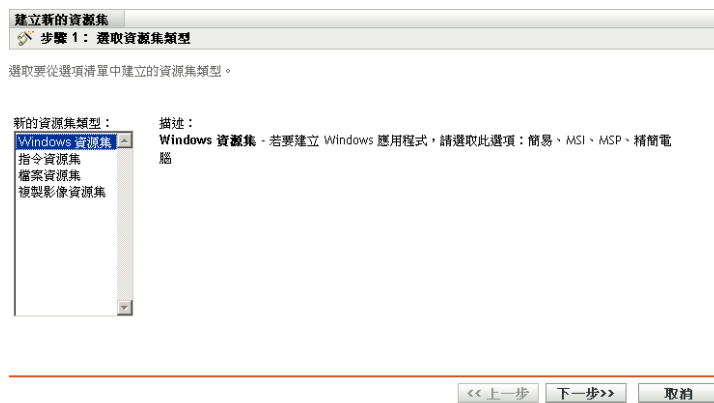 建立新的資源集
步驟 1： 選取資源集類型
選取要從選項清單中建立的資源集類型。
新的資源集類型：
Windows 資源集
指令資源集
檔案資源集
複製影像資源集
描述：
Windows 資源集 - 若要建立 Windows 應用程式，請選取此選項：簡易、MSI、MSP、精簡電
腦
<< 上一步 下一步>> 取消